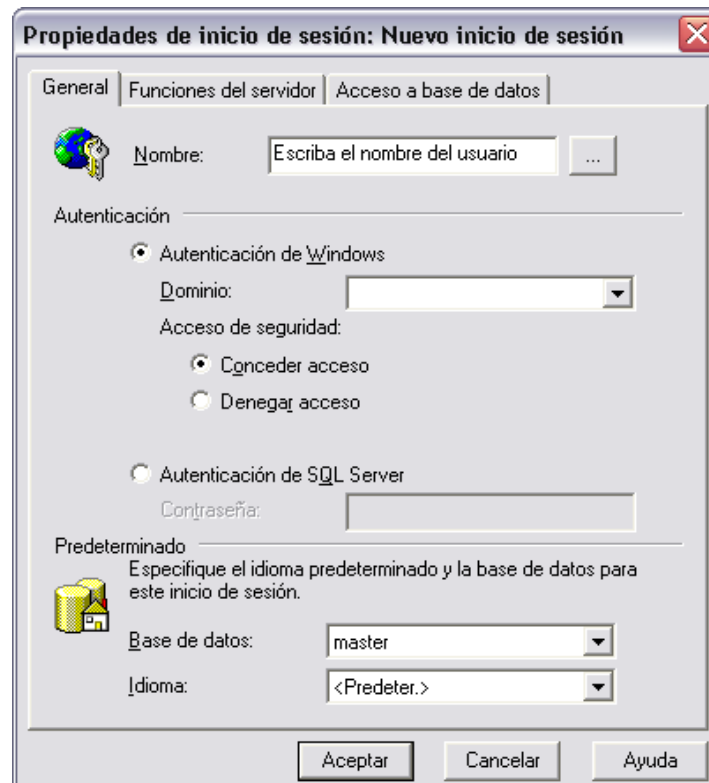 Propiedades de inicio de sesión: Nuevo inicio de sesión
General Funciones del servidor Acceso a base de datos
Nombre: Escriba el nombre del usuario ...
Autenticación
Autenticación de Windows
Dominio:
Acceso de seguridad:
Conceder acceso
Denegar acceso
Autenticación de SQL Server
Contraseña:
Predeterminado
Especifique el idioma predeterminado y la base de datos para
este inicio de sesión.
Base de datos: master
Idioma: <Predeter.>
Aceptar Cancelar Ayuda